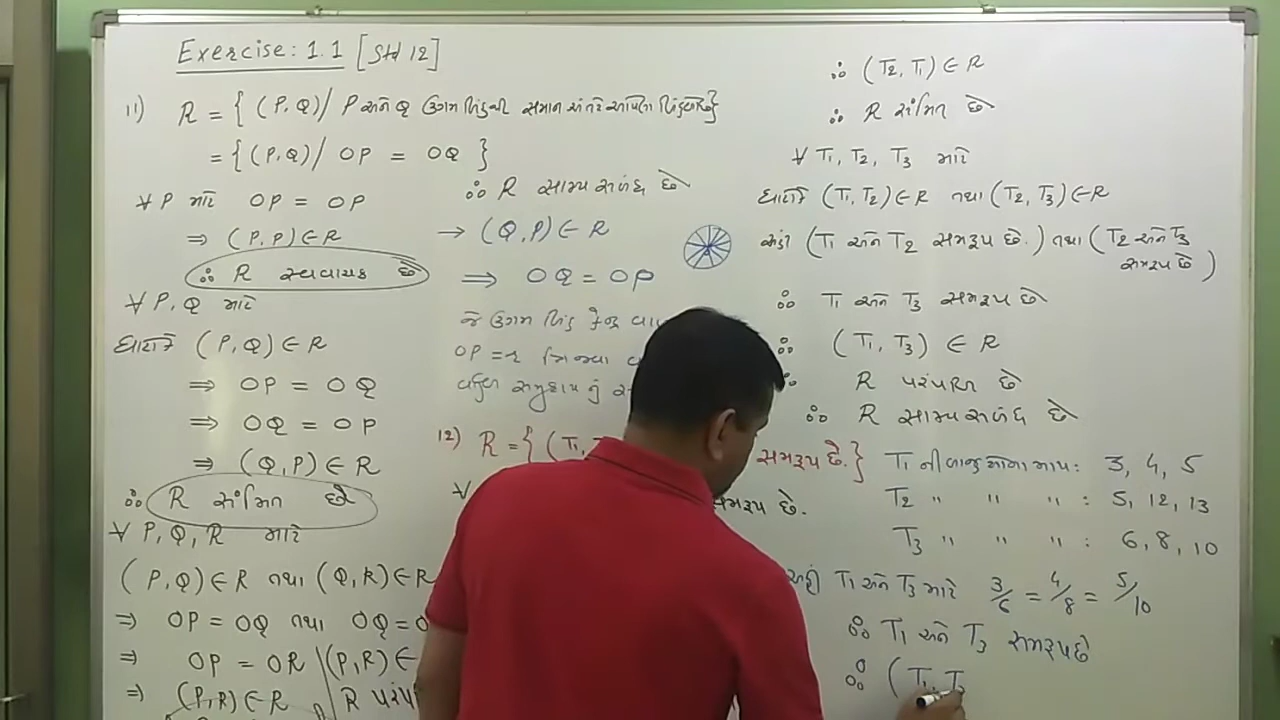 Exercise: 1.1 [Std 12]
11) R = { (P,Q) / P અને Q ઉગમબિંદુથી સમાન અંતરે આવેલા બિંદુઓ છે}
= { (P,Q) / OP = OQ }
∀ P માટે OP = OP
⇒ (P,P) ∈ R
∴ R સ્વવાચક છે
∀ P, Q માટે
ધારોકે (P,Q) ∈ R
⇒ OP = OQ
⇒ OQ = OP
⇒ (Q,P) ∈ R
∴ R સંમિત છે
∀ P, Q, R માટે
(P,Q) ∈ R તથા (Q,R) ∈ R
⇒ OP = OQ તથા OQ = O
⇒ OP = OR
⇒ (P,R) ∈ R
(P,R) ∈
R પરં
∴ R સામ્ય સંબંધ છે
→ (Q,P) ∈ R
⇒ OQ = OP
જે ઉગમ બિંદુ કેન્દ્ર વા
OP = r ત્રિજ્યા
વર્તુળ સમુદાય નું
12) R = { (T1, સમરૂપ છે. }
∀ સમરૂપ છે.
∴ (T2, T1) ∈ R
∴ R સંમિત છે
∀ T1, T2, T3 માટે
ધારોકે (T1, T2) ∈ R તથા (T2, T3) ∈ R
અહીં (T1 અને T2 સમરૂપ છે.) તથા (T2 અને T3
સમરૂપ છે)
∴ T1 અને T3 સમરૂપ છે
∴ (T1, T3) ∈ R
∴ R પરંપરિત છે
∴ R સામ્ય સંબંધ છે
T1 ની બાજુઓના માપ : 3, 4, 5
T2 " " " : 5, 12, 13
T3 " " " : 6, 8, 10
અહીં T1 અને T3 માટે 3/6 = 4/8 = 5/10
∴ T1 અને T3 સમરૂપ છે
∴ (T1, T3